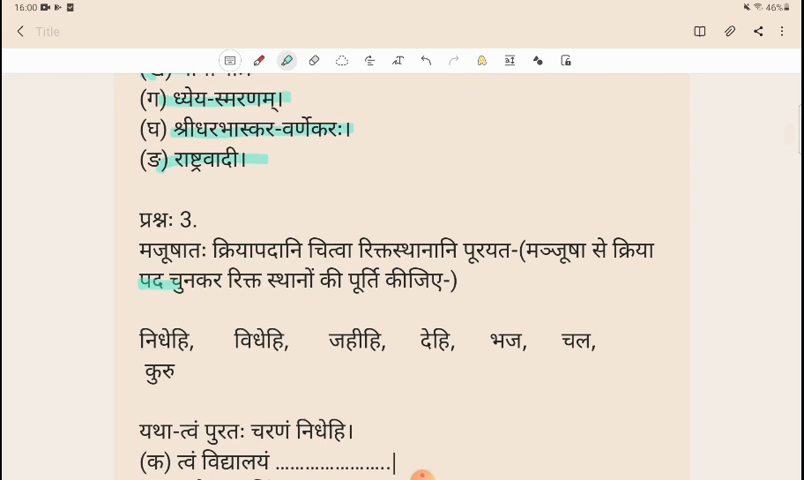 16:00
46%
Title
(ग) ध्येय-स्मरणम्।
(घ) श्रीधरभास्कर-वर्णेकरः।
(ङ) राष्ट्रवादी।
प्रश्नः 3.
मजूषातः क्रियापदानि चित्वा रिक्तस्थानानि पूरयत-(मञ्जूषा से क्रिया
पद चुनकर रिक्त स्थानों की पूर्ति कीजिए-)
निधेहि, विधेहि, जहीहि, देहि, भज, चल,
कुरु
यथा-त्वं पुरतः चरणं निधेहि।
(क) त्वं विद्यालयं ......................|